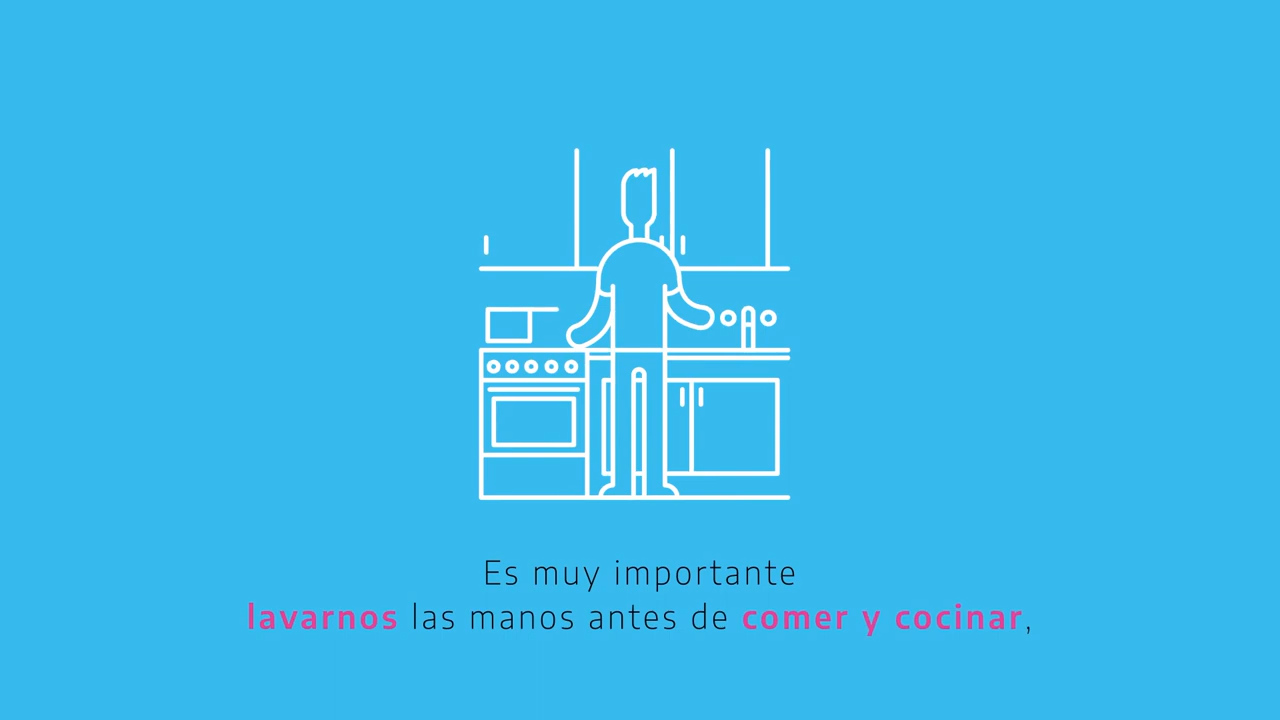 Es muy importante
lavarnos las manos antes de comer y cocinar,